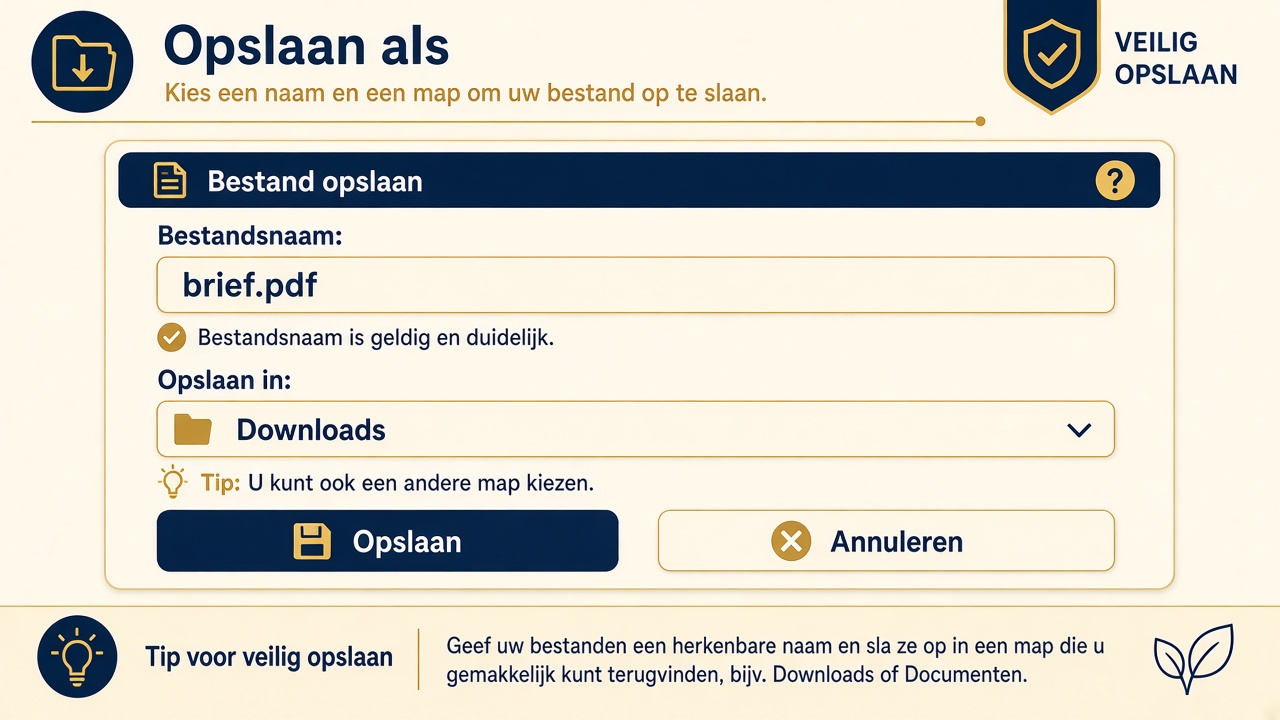 Opslaan als
Kies een naam en een map om uw bestand op te slaan.
VEILIG
OPSLAAN
Bestand opslaan
?
Bestandsnaam:
brief.pdf
Bestandsnaam is geldig en duidelijk.
Opslaan in:
Downloads
Tip: U kunt ook een andere map kiezen.
Opslaan
Annuleren
Tip voor veilig opslaan
Geef uw bestanden een herkenbare naam en sla ze op in een map die u
gemakkelijk kunt terugvinden, bijv. Downloads of Documenten.